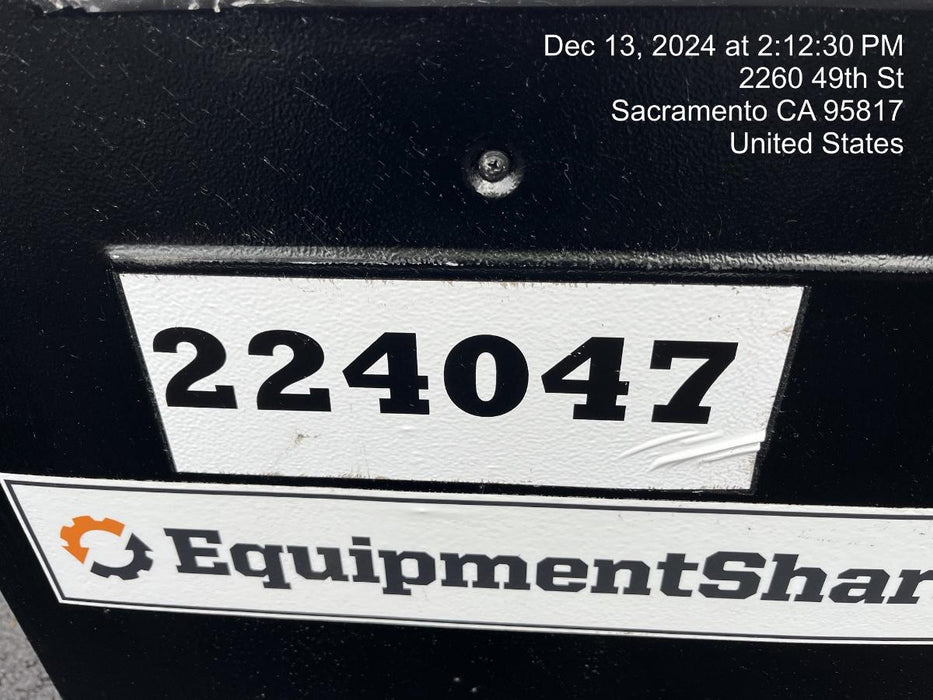 Dec 13, 2024 at 2:12:30 PM
2260 49th St
Sacramento CA 95817
United States
224047
EquipmentShar